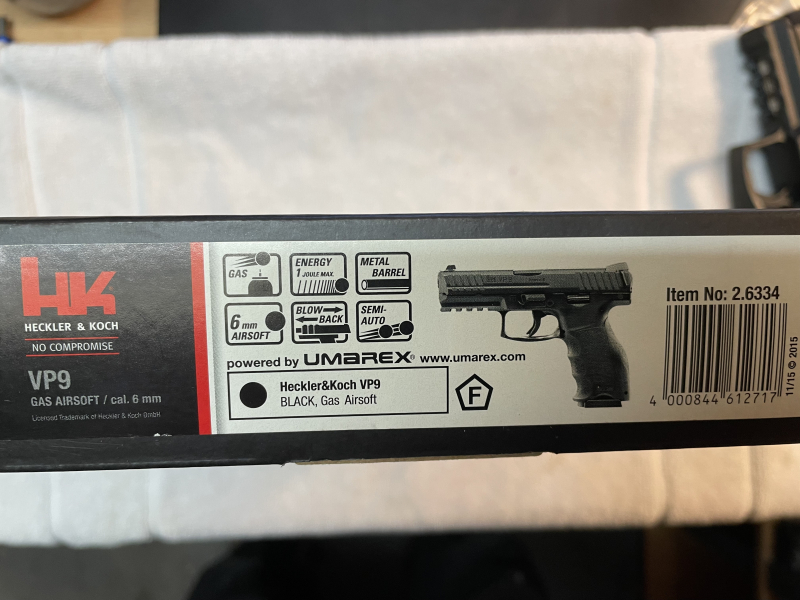 HK
HECKLER & KOCH
NO COMPROMISE
VP9
GAS AIRSOFT / cal. 6 mm
Licensed Trademark of Heckler & Koch GmbH
GAS
ENERGY
1 JOULE MAX.
METAL
BARREL
6 mm
AIRSOFT
BLOW
BACK
SEMI-
AUTO
powered by UMAREX® www.umarex.com
Heckler&Koch VP9
BLACK, Gas Airsoft
F
Item No: 2.6334
4 000844 612717
11/15 © 2015